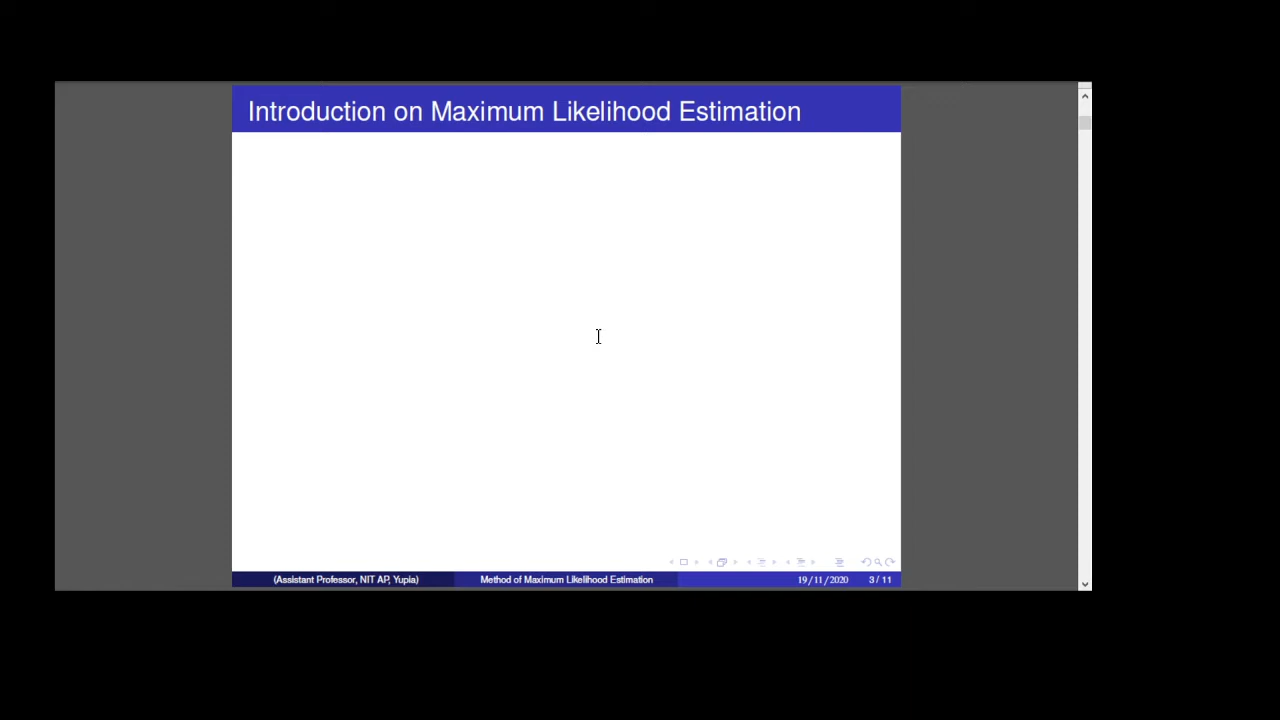 Introduction on Maximum Likelihood Estimation
(Assistant Professor, NIT AP, Yupia) Method of Maximum Likelihood Estimation 19/11/2020 3 / 11